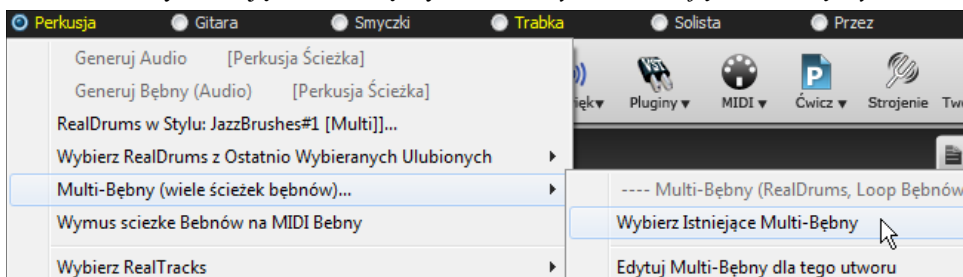 Perkusja Gitara Smyczki Trabka Solista Przez
Generuj Audio [Perkusja Ścieżka]
Generuj Bębny (Audio) [Perkusja Ścieżka]
RealDrums w Stylu: JazzBrushes#1 [Multi]]...
Wybierz RealDrums z Ostatnio Wybieranych Ulubionych
Multi-Bębny (wiele ścieżek bębnów)...
Wymus sciezke Bebnów na MIDI Bebny
Wybierz RealTracks
Pluginy MIDI Ćwicz Strojenie
---- Multi-Bębny (RealDrums, Loop Bębnów
Wybierz Istniejące Multi-Bębny
Edytuj Multi-Bębny dla tego utworu